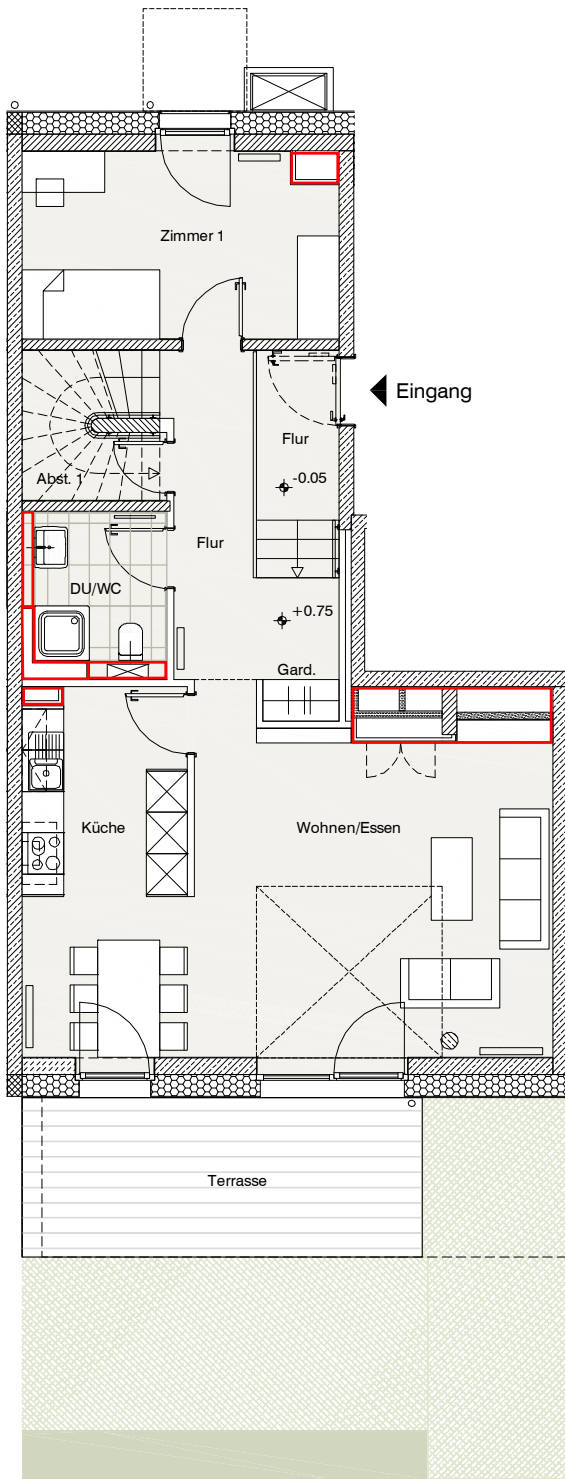 Zimmer 1
Eingang
Flur
Abst. 1
-0.05
Flur
DU/WC
+0.75
Gard.
Küche
Wohnen/Essen
Terrasse